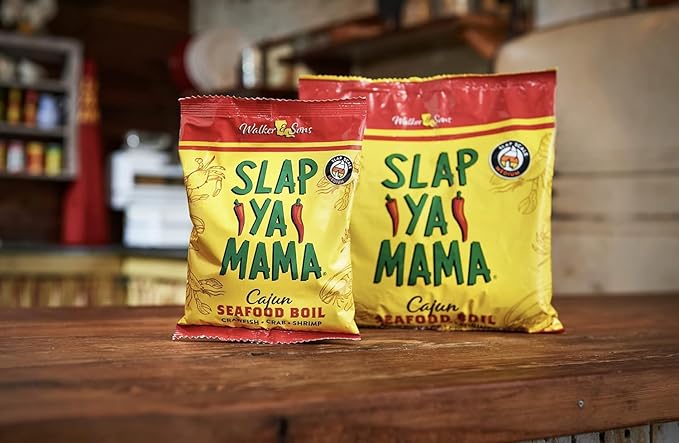 Walker & Sons
SLAP
YA
MAMA®
Cajun
SEAFOOD BOIL
CRAWFISH • CRAB • SHRIMP
Walker & Sons
SLAP
YA
MAMA®
Cajun
SEAFOOD BOIL
MEDIUM